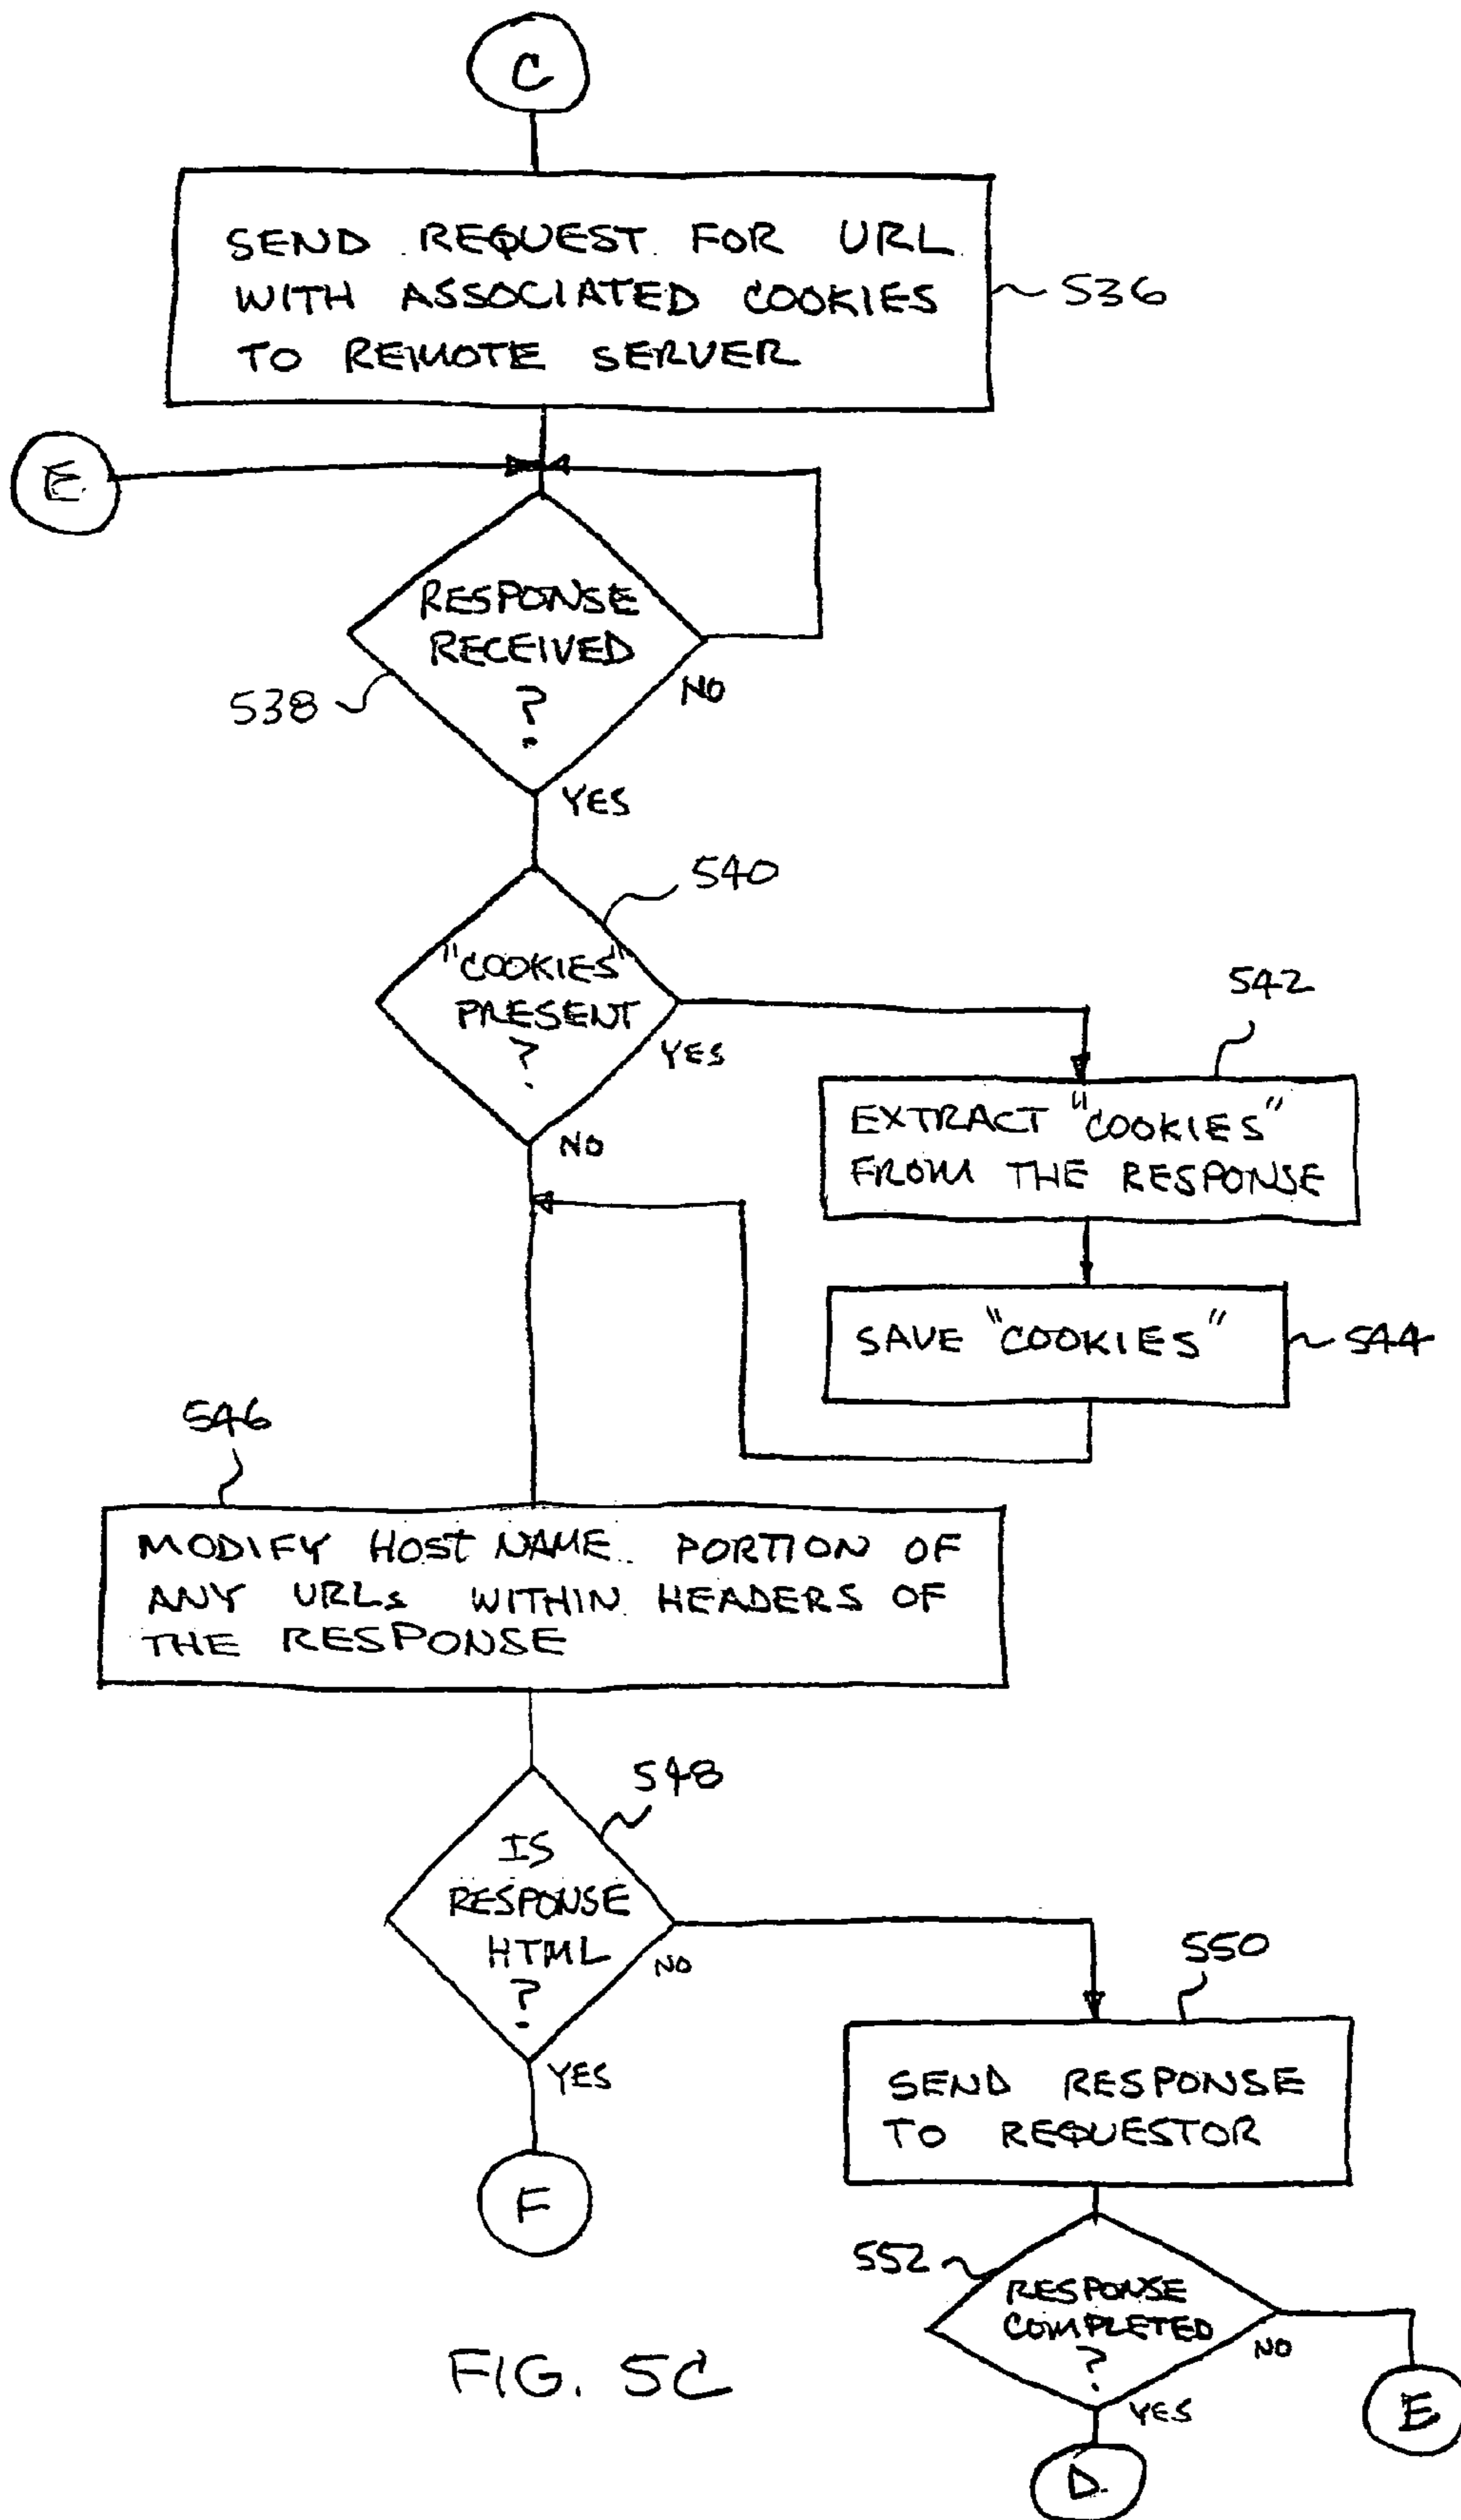 C
SEND REQUEST FOR URL
WITH ASSOCIATED COOKIES
TO REMOTE SERVER
536
E
RESPONSE
RECEIVED
?
538
NO
YES
540
"COOKIES"
PRESENT
?
YES
NO
542
EXTRACT "COOKIES"
FROM THE RESPONSE
SAVE "COOKIES"
544
546
MODIFY HOST NAME PORTION OF
ANY URLs WITHIN HEADERS OF
THE RESPONSE
548
IS
RESPONSE
HTML
?
NO
YES
F
550
SEND RESPONSE
TO REQUESTOR
552
RESPONSE
COMPLETED
?
NO
YES
E
D
FIG. 5C